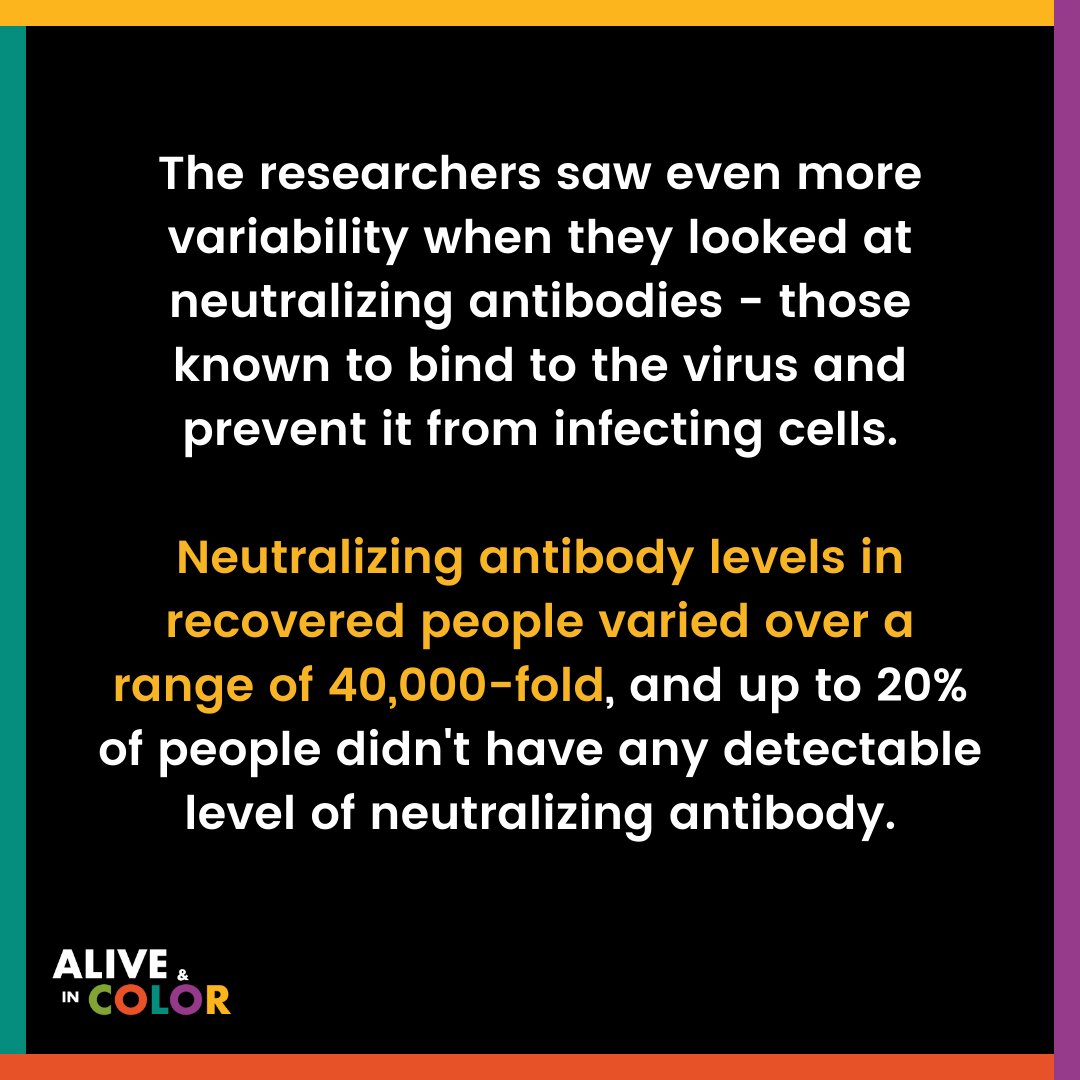 The researchers saw even more
variability when they looked at
neutralizing antibodies - those
known to bind to the virus and
prevent it from infecting cells.
Neutralizing antibody levels in
recovered people varied over a
range of 40,000-fold, and up to 20%
of people didn't have any detectable
level of neutralizing antibody.
ALIVE &
IN COLOR